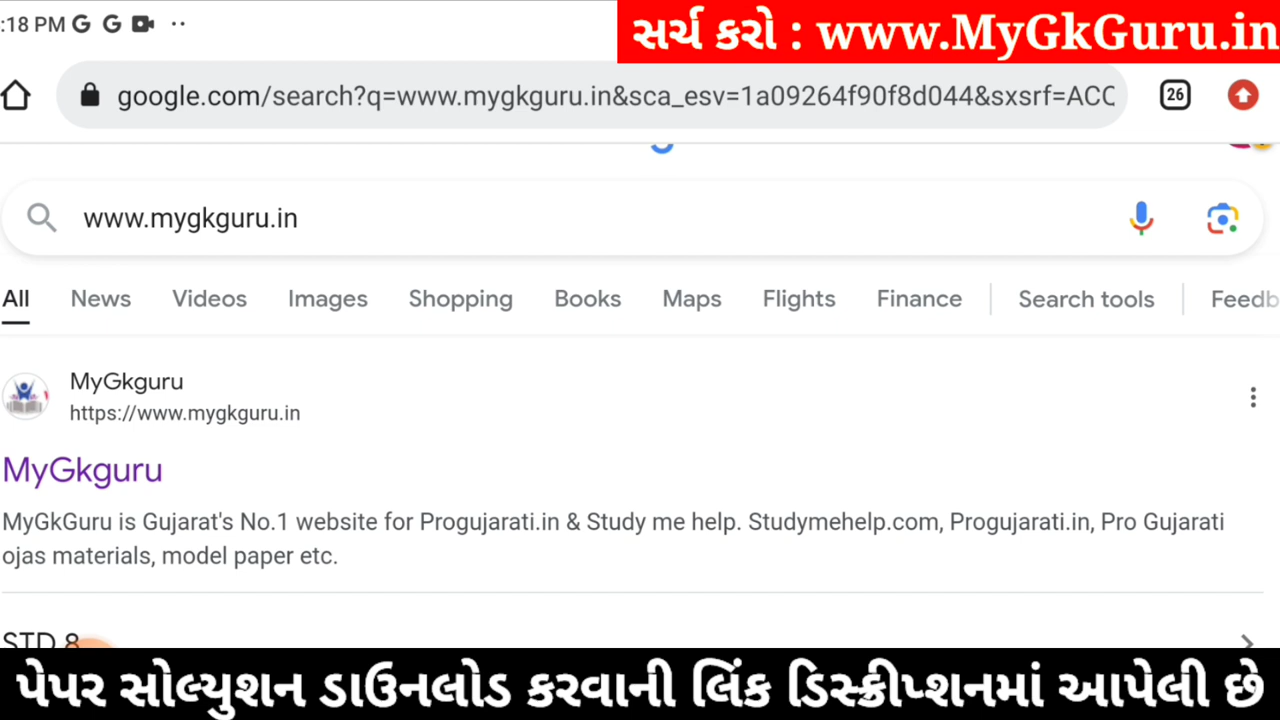 :18 PM
સર્ચ કરો : www.MyGkGuru.in
google.com/search?q=www.mygkguru.in&sca_esv=1a09264f90f8d044&sxsrf=ACC
26
www.mygkguru.in
All News Videos Images Shopping Books Maps Flights Finance Search tools Feedb
MyGkguru
https://www.mygkguru.in
MyGkguru
MyGkGuru is Gujarat's No.1 website for Progujarati.in & Study me help. Studymehelp.com, Progujarati.in, Pro Gujarati
ojas materials, model paper etc.
STD 8
પેપર સોલ્યુશન ડાઉનલોડ કરવાની લિંક ડિસ્ક્રીપ્શનમાં આપેલી છે